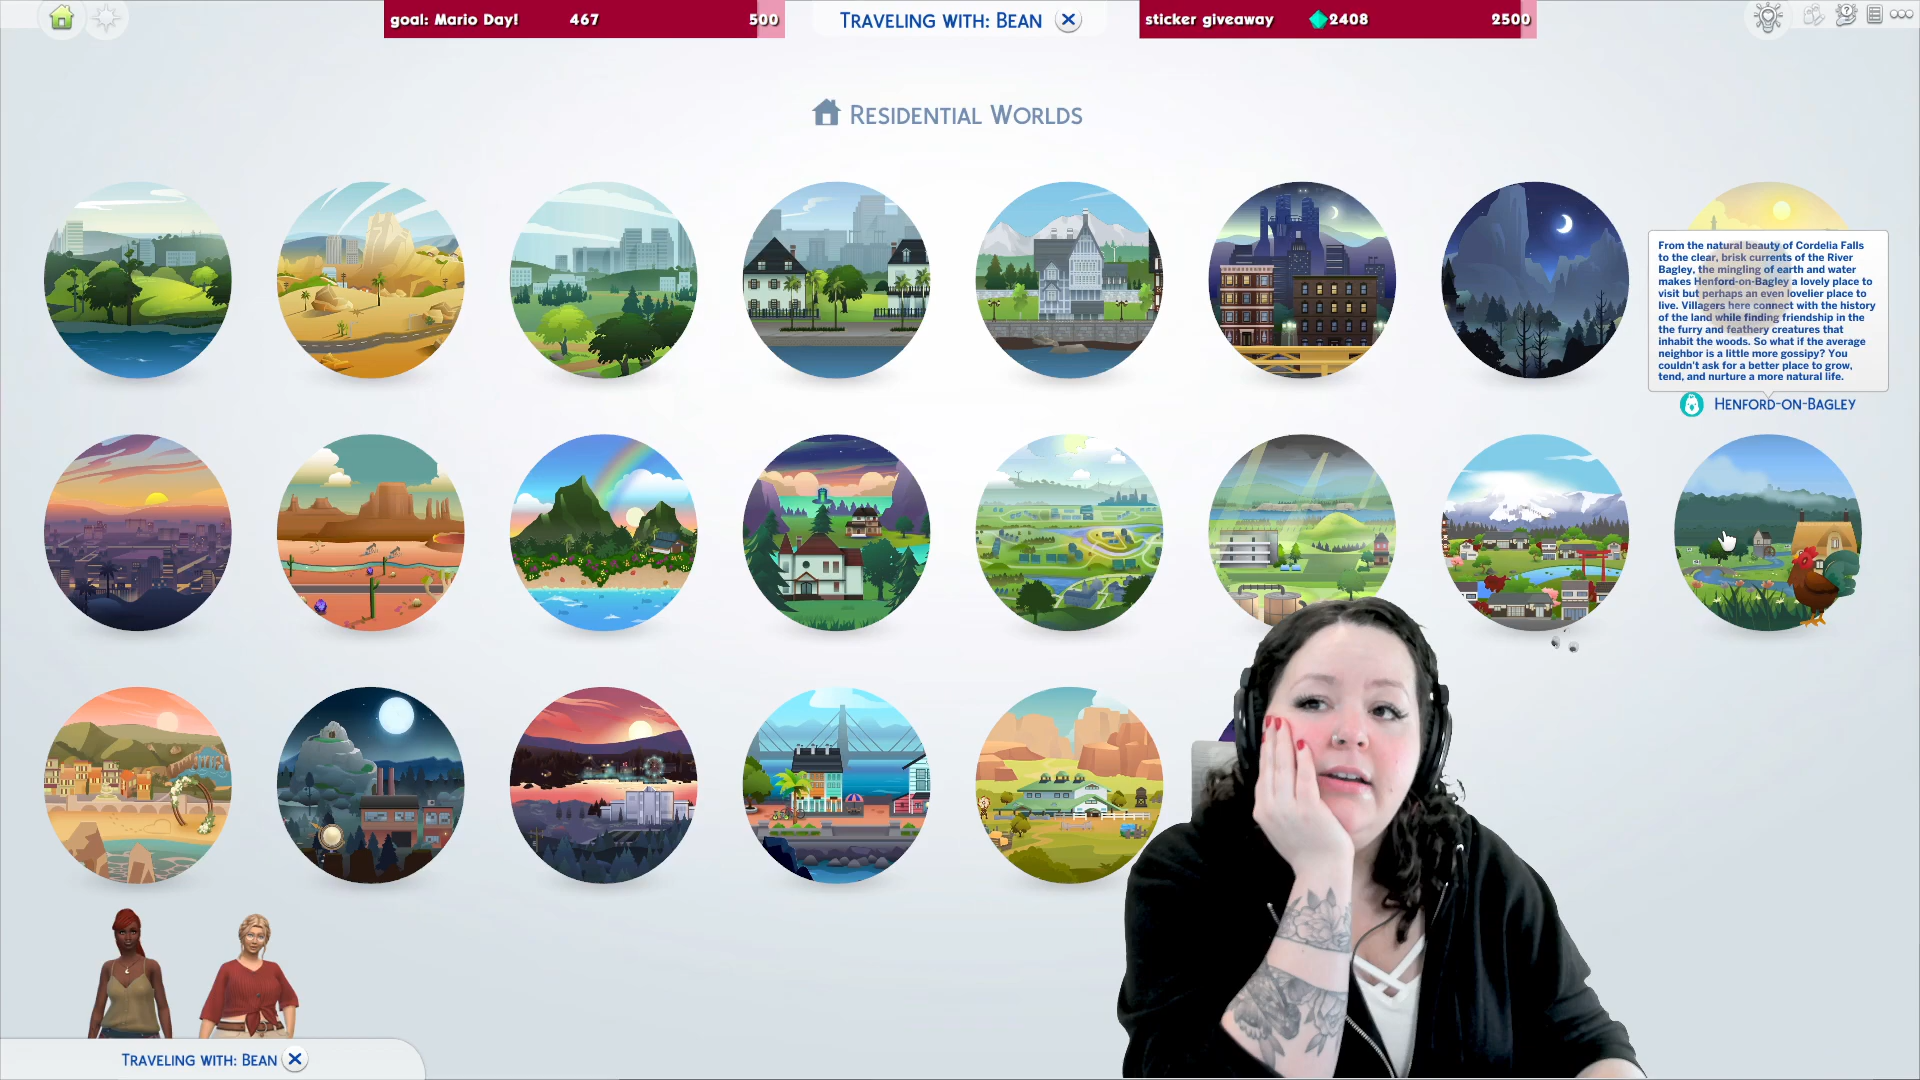 goal: Mario Day! 467 500
TRAVELING WITH: BEAN
sticker giveaway 2408 2500
RESIDENTIAL WORLDS
From the natural beauty of Cordelia Falls
to the clear, brisk currents of the River
Bagley, the mingling of earth and water
makes Henford-on-Bagley a lovely place to
visit but perhaps an even lovelier place to
live. Villagers here connect with the history
of the land while finding friendship in the
the furry and feathery creatures that
inhabit the woods. So what if the average
neighbor is a little more gossipy? You
couldn't ask for a better place to grow,
tend, and nurture a more natural life.
HENFORD-ON-BAGLEY
TRAVELING WITH: BEAN